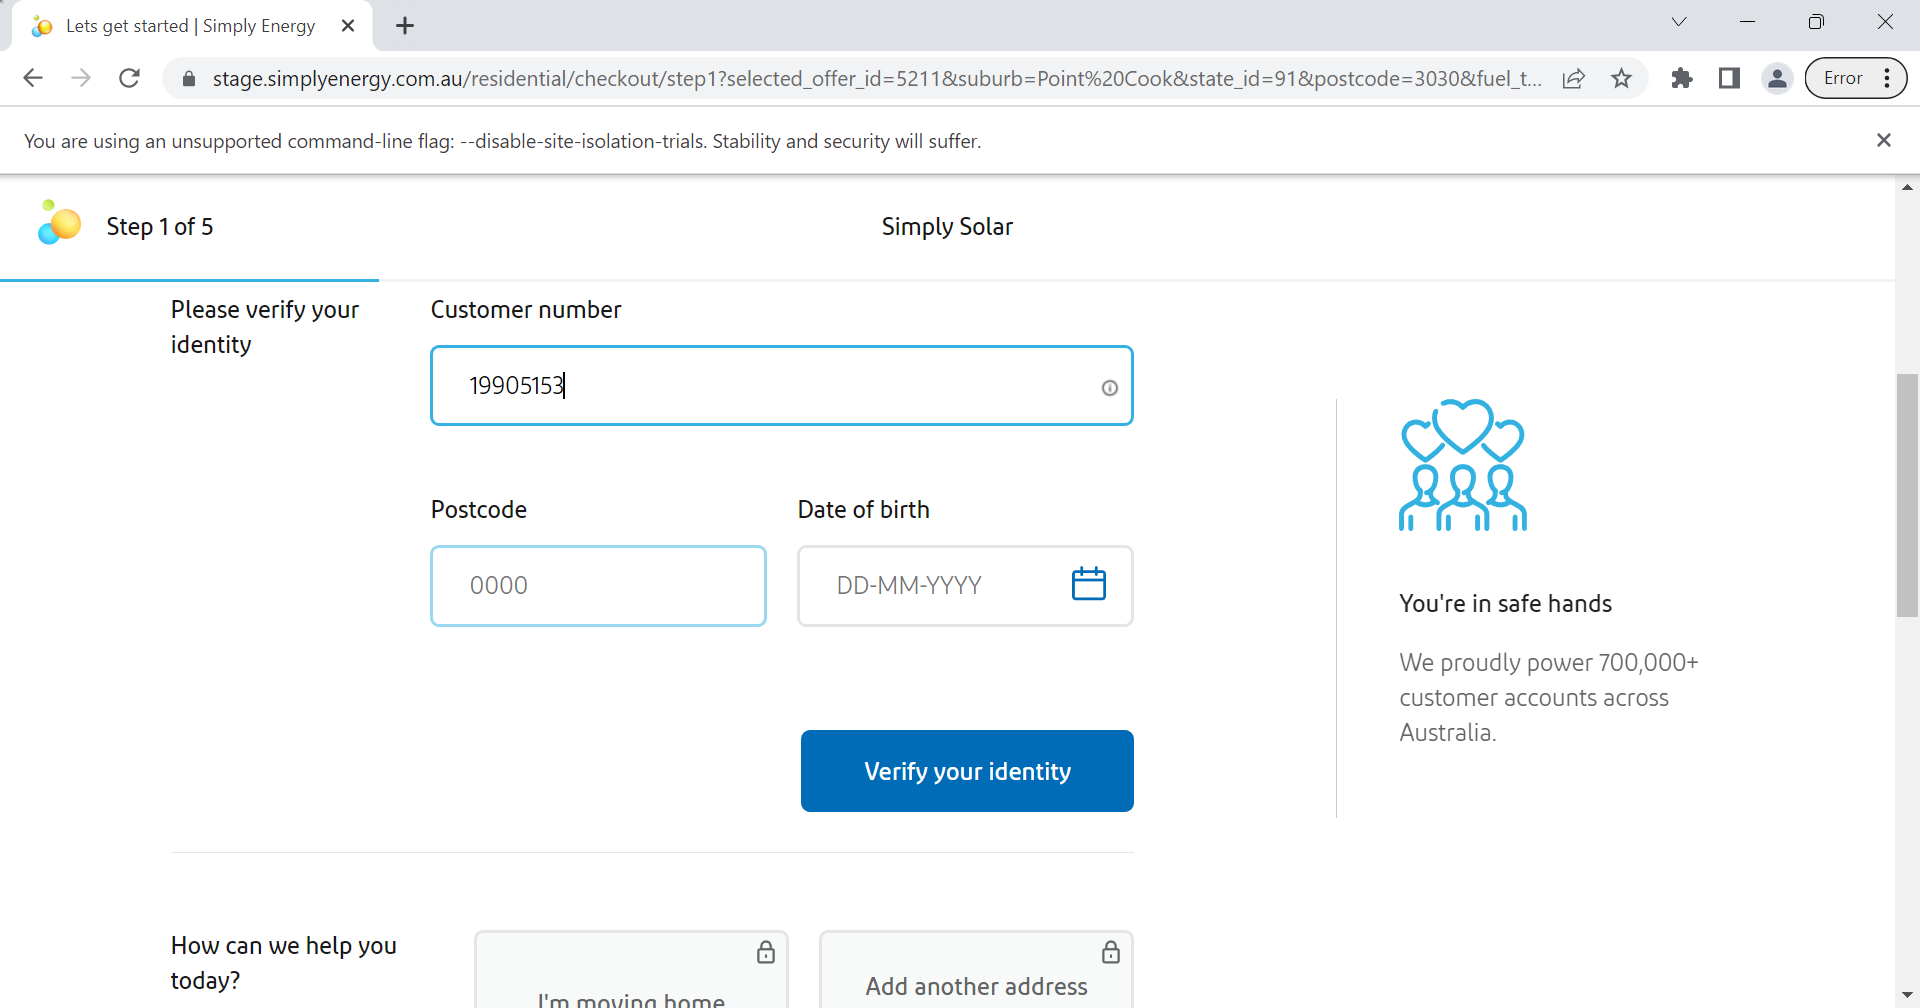 Lets get started | Simply Energy
stage.simplyenergy.com.au/residential/checkout/step1?selected_offer_id=5211&suburb=Point%20Cook&state_id=91&postcode=3030&fuel_t...
Error
You are using an unsupported command-line flag: --disable-site-isolation-trials. Stability and security will suffer.
Step 1 of 5
Simply Solar
Please verify your
identity
Customer number
19905153
Postcode
Date of birth
0000
DD-MM-YYYY
Verify your identity
You're in safe hands
We proudly power 700,000+
customer accounts across
Australia.
How can we help you
today?
I'm moving home
Add another address